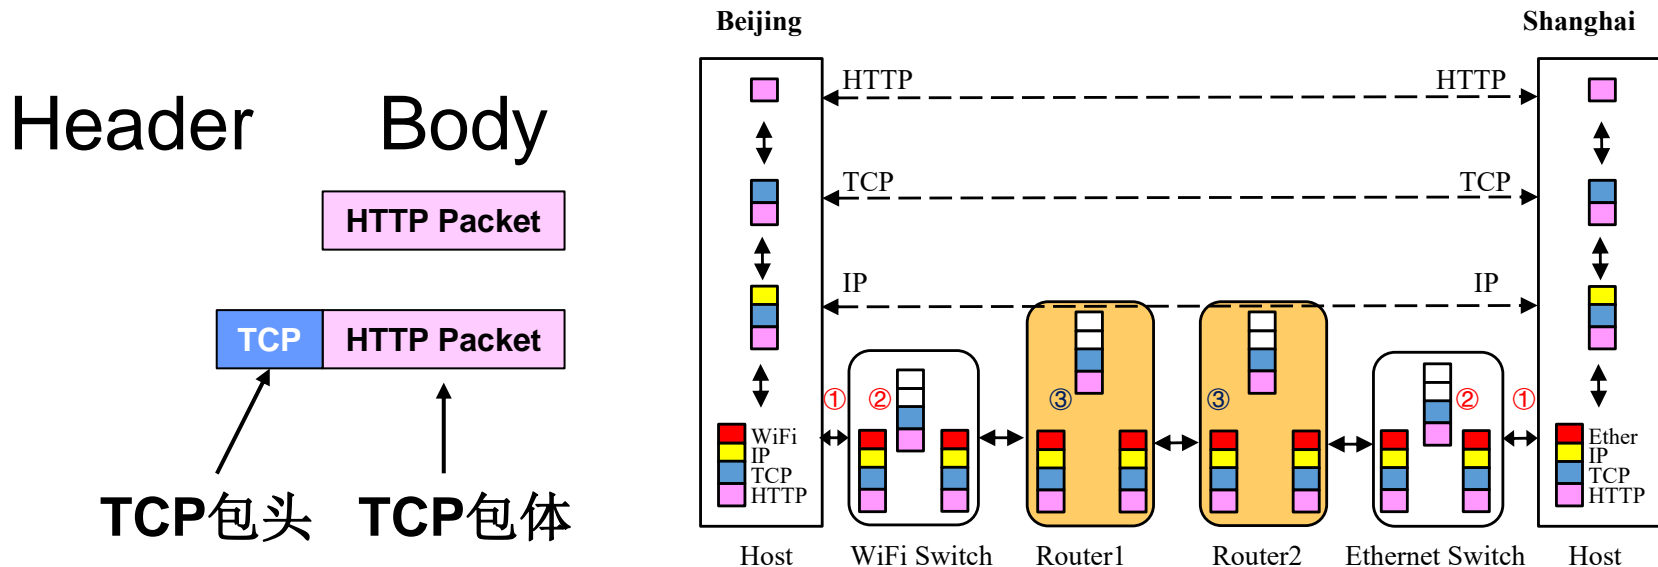 Header Body
HTTP Packet
TCP HTTP Packet
TCP包头 TCP包体
Beijing Shanghai
HTTP HTTP
TCP TCP
IP IP
① ② ③ ③ ② ①
WiFi
IP
TCP
HTTP
Ether
IP
TCP
HTTP
Host WiFi Switch Router1 Router2 Ethernet Switch Host